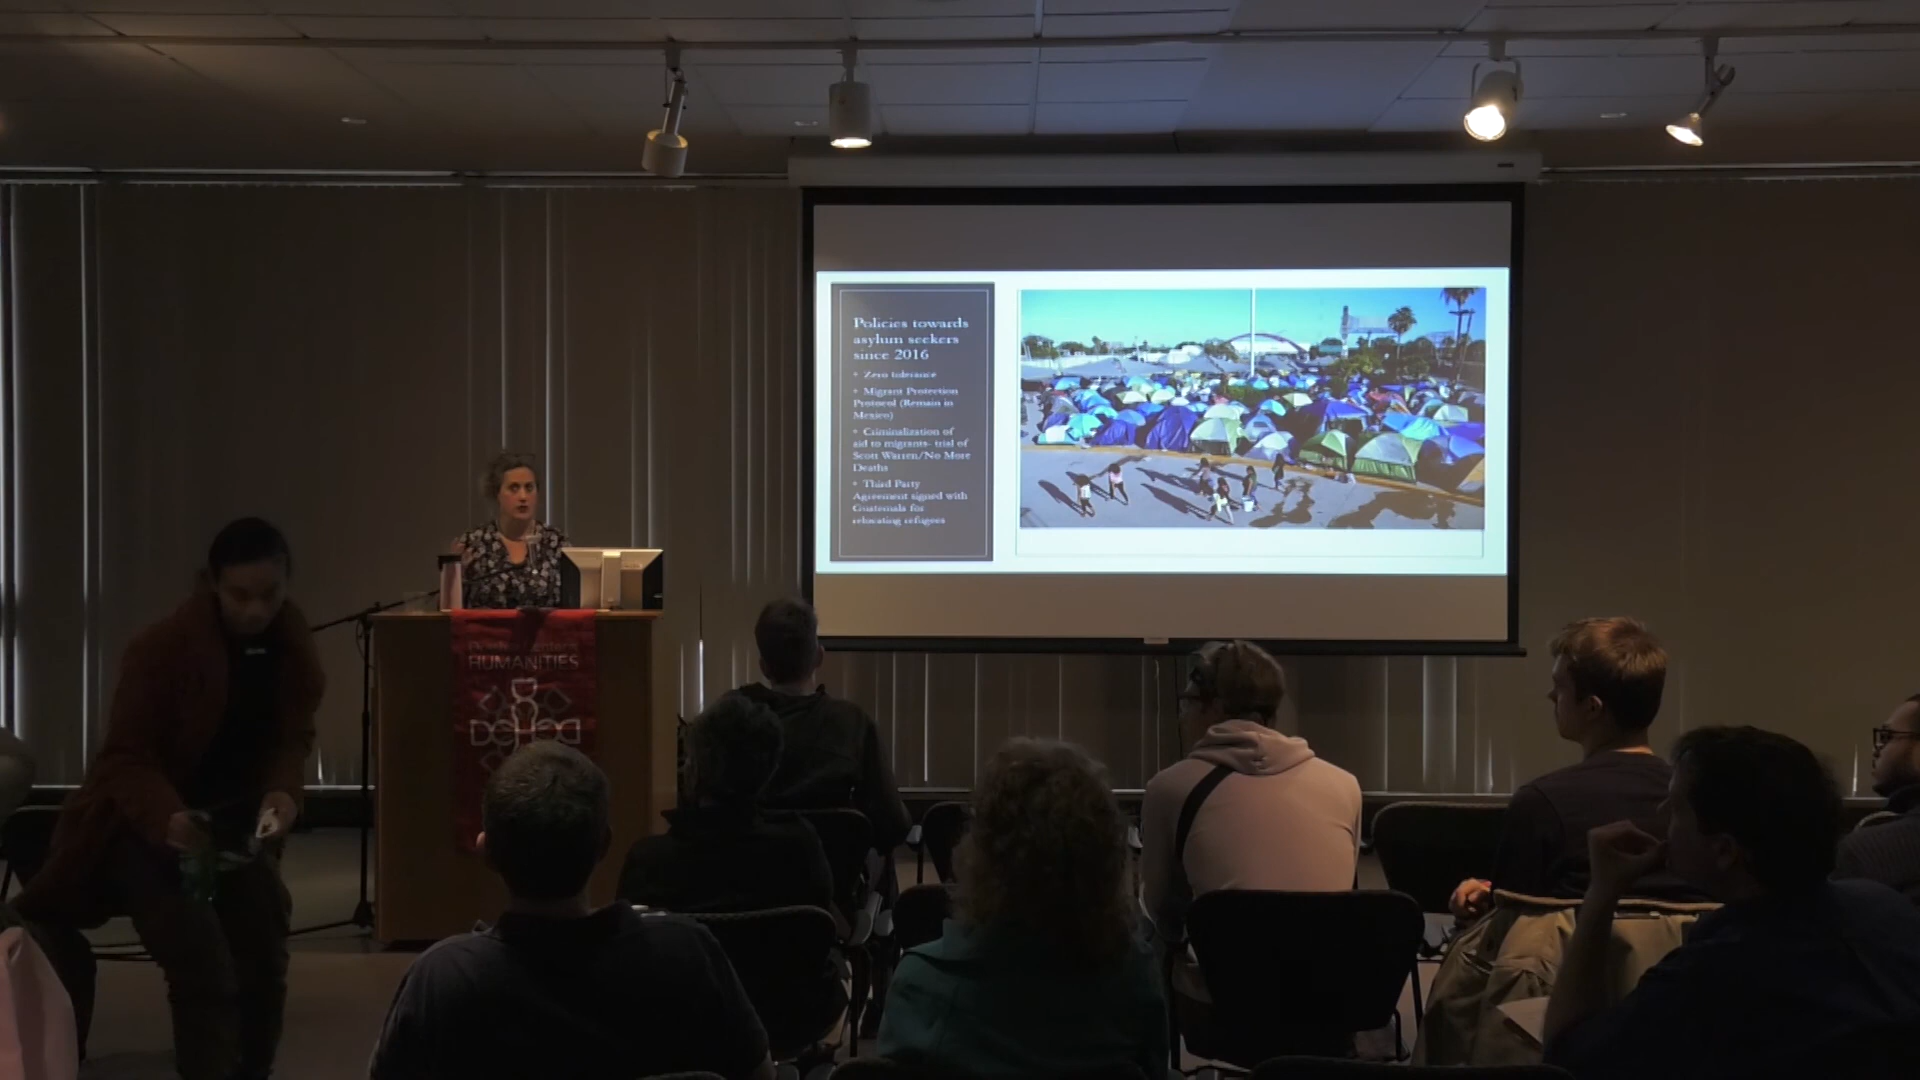 Policies towards
asylum seekers
since 2016
Zero tolerance
Migrant Protection
Protocol (Remain in
Mexico)
Criminalization of
aid to migrants- trial of
Scott Warren/No More
Deaths
Third Party
Agreement signed with
Guatemala for
relocating refugees
HUMANITIES